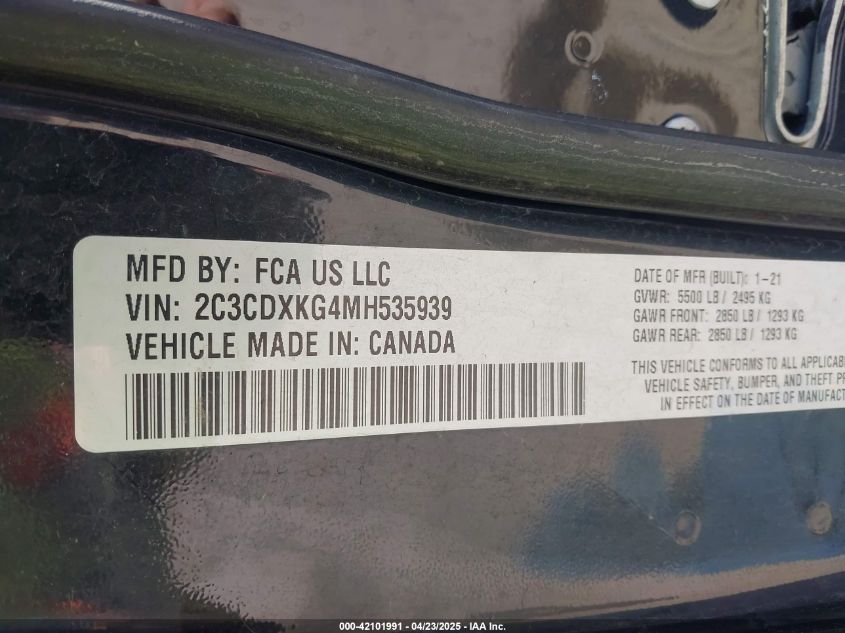 MFD BY: FCA US LLC
VIN: 2C3CDXKG4MH535939
VEHICLE MADE IN: CANADA
DATE OF MFR (BUILT): 1-21
GVWR: 5500 LB / 2495 KG
GAWR FRONT: 2850 LB / 1293 KG
GAWR REAR: 2850 LB / 1293 KG
THIS VEHICLE CONFORMS TO ALL APPLICAB
VEHICLE SAFETY, BUMPER, AND THEFT P
IN EFFECT ON THE DATE OF MANUFACT
000-42101991 - 04/23/2025 - IAA Inc.